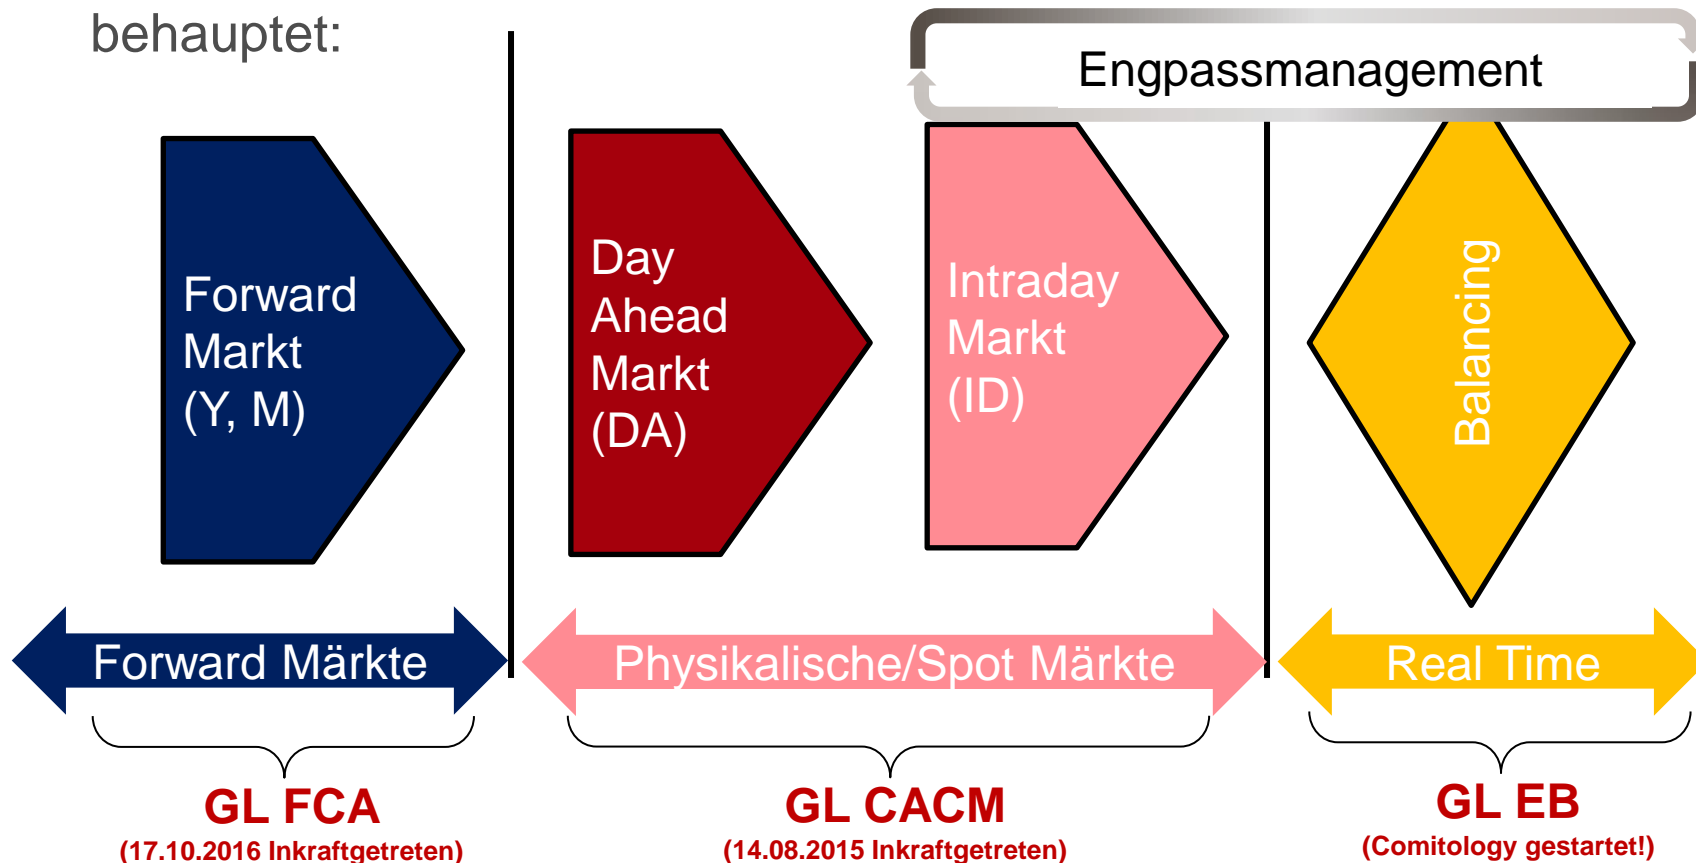 behauptet:
Engpassmanagement
Forward
Markt
(Y, M)
Day
Ahead
Markt
(DA)
Intraday
Markt
(ID)
Balancing
Forward Märkte
Physikalische/Spot Märkte
Real Time
GL FCA
(17.10.2016 Inkraftgetreten)
GL CACM
(14.08.2015 Inkraftgetreten)
GL EB
(Comitology gestartet!)